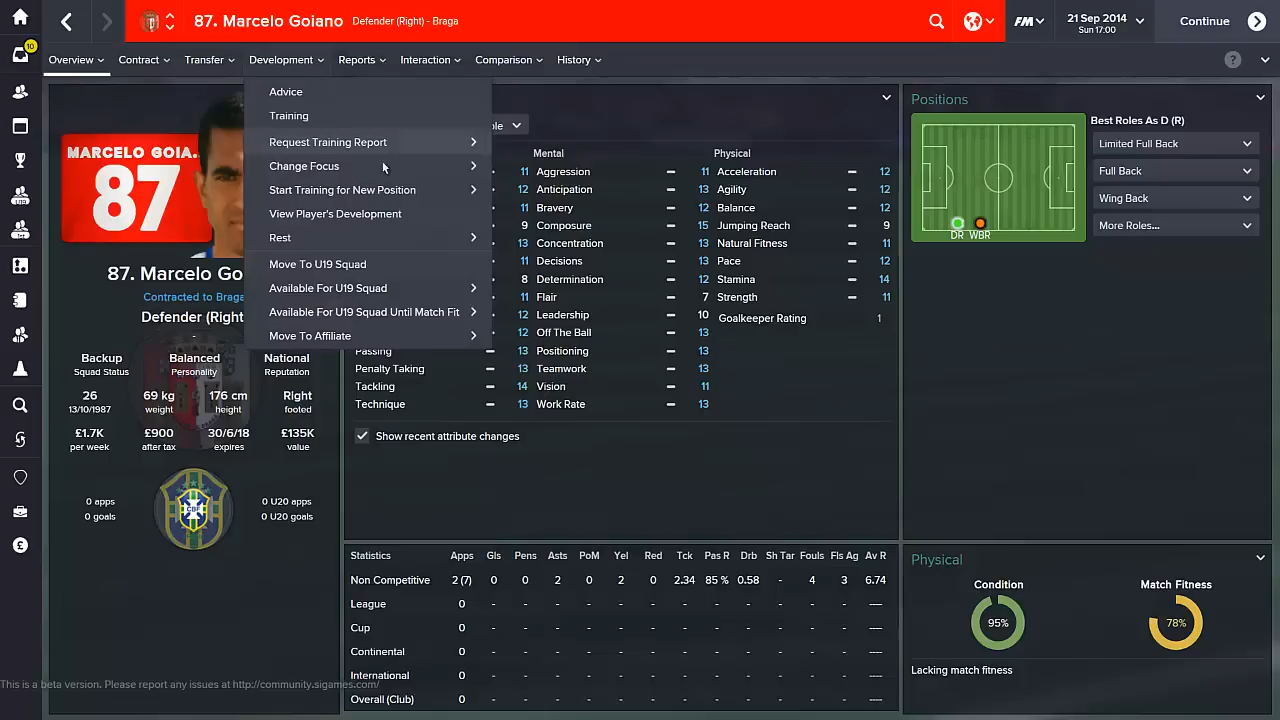 87. Marcelo Goiano Defender (Right) - Braga
FM
21 Sep 2014
Sun 17:00
Continue
10
Overview Contract Transfer Development Reports Interaction Comparison History
?
Advice
Training
Request Training Report
Change Focus
Start Training for New Position
View Player's Development
Rest
Move To U19 Squad
Available For U19 Squad
Available For U19 Squad Until Match Fit
Move To Affiliate
MARCELO GOIA..
87
87. Marcelo Go
Contracted to Braga
Defender (Right
-
Backup Balanced National
Squad Status Personality Reputation
26 69 kg 176 cm Right
13/10/1987 weight height footed
£1.7K £900 30/6/18 £135K
per week after tax expires value
0 apps 0 U20 apps
0 goals 0 U20 goals
CBF
ole
Mental Physical
11 Aggression 11 Acceleration 12
12 Anticipation 13 Agility 12
11 Bravery 12 Balance 12
9 Composure 15 Jumping Reach 9
13 Concentration 13 Natural Fitness 11
11 Decisions 13 Pace 12
8 Determination 12 Stamina 14
11 Flair 7 Strength 11
12 Leadership 10 Goalkeeper Rating 1
12 Off The Ball 13
Passing 13 Positioning 13
Penalty Taking 13 Teamwork 13
Tackling 14 Vision 11
Technique 13 Work Rate 13
Show recent attribute changes
Positions
DR WBR
Best Roles As D (R)
Limited Full Back
Full Back
Wing Back
More Roles...
Statistics Apps Gls Pens Asts PoM Yel Red Tck Pas R Drb Sh Tar Fouls Fls Ag Av R
Non Competitive 2 (7) 0 0 2 0 2 0 2.34 85 % 0.58 - 4 3 6.74
League 0 - - - - - - - - - - - - ----
Cup 0 - - - - - - - - - - - - ----
Continental 0 - - - - - - - - - - - - ----
International 0 - - - - - - - - - - - - ----
Overall (Club) 0 - - - - - - - - - - - - ----
Physical
Condition Match Fitness
95% 78%
Lacking match fitness
This is a beta version. Please report any issues at http://community.sigames.com/